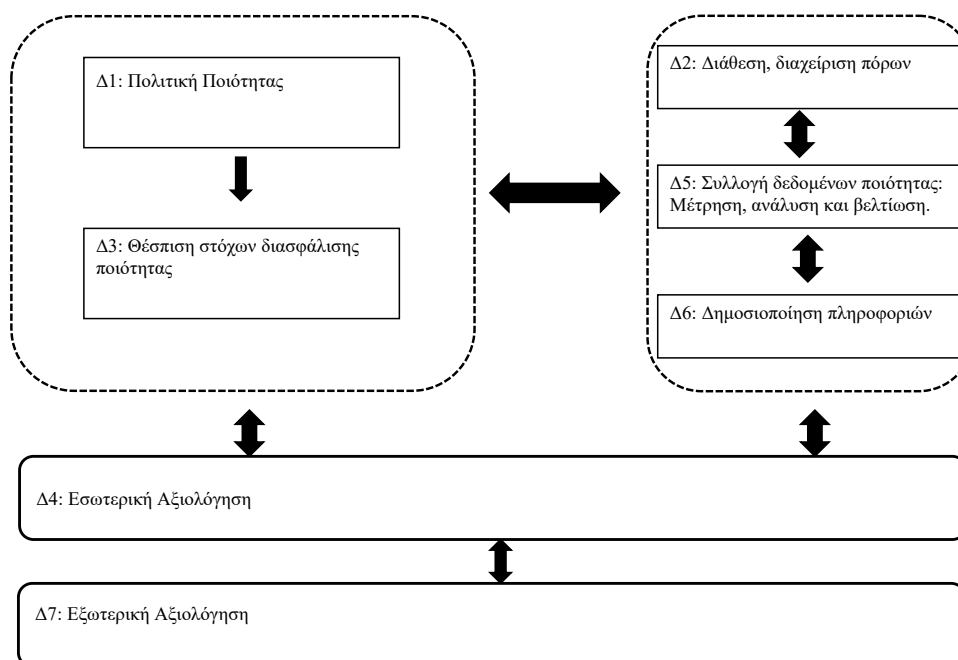 Δ1: Πολιτική Ποιότητας
Δ3: Θέσπιση στόχων διασφάλισης
ποιότητας
Δ2: Διάθεση, διαχείριση πόρων
Δ5: Συλλογή δεδομένων ποιότητας:
Μέτρηση, ανάλυση και βελτίωση.
Δ6: Δημοσιοποίηση πληροφοριών
Δ4: Εσωτερική Αξιολόγηση
Δ7: Εξωτερική Αξιολόγηση